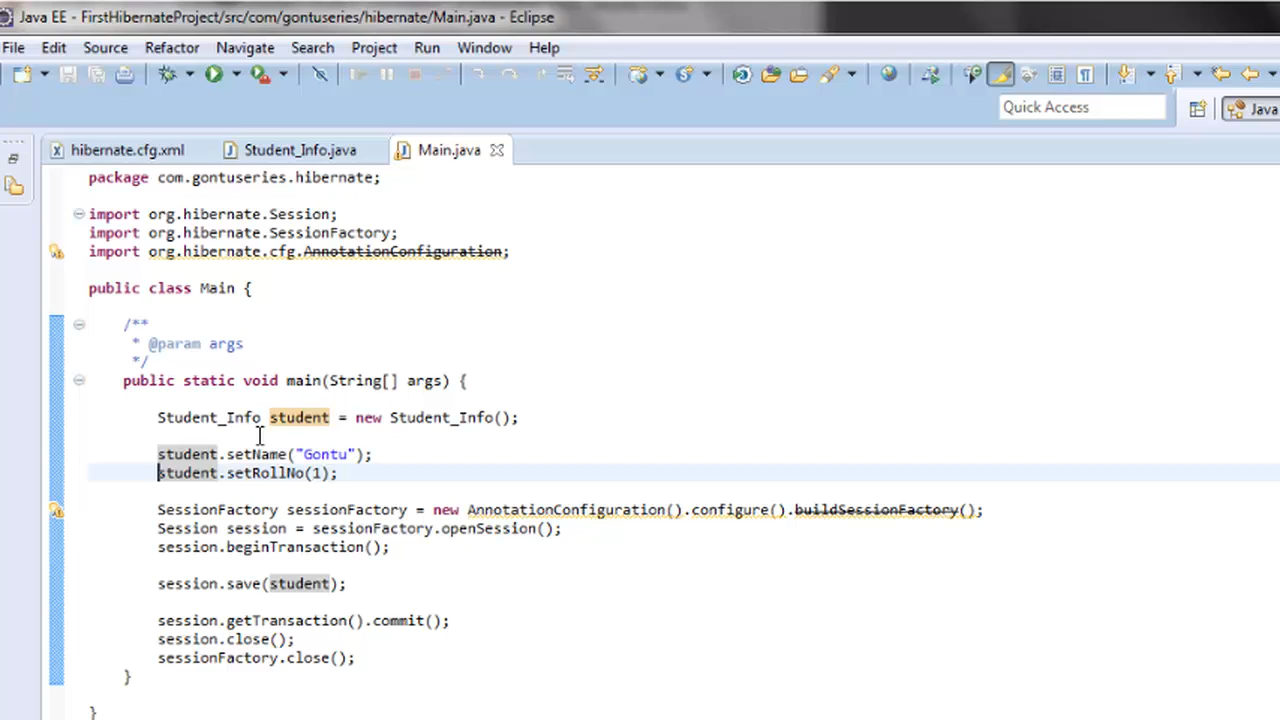 Java EE - FirstHibernateProject/src/com/gontuseries/hibernate/Main.java - Eclipse
File Edit Source Refactor Navigate Search Project Run Window Help
Quick Access
Java
hibernate.cfg.xml Student_Info.java Main.java
package com.gontuseries.hibernate;
import org.hibernate.Session;
import org.hibernate.SessionFactory;
import org.hibernate.cfg.AnnotationConfiguration;
public class Main {
/**
* @param args
*/
public static void main(String[] args) {
Student_Info student = new Student_Info();
student.setName("Gontu");
student.setRollNo(1);
SessionFactory sessionFactory = new AnnotationConfiguration().configure().buildSessionFactory();
Session session = sessionFactory.openSession();
session.beginTransaction();
session.save(student);
session.getTransaction().commit();
session.close();
sessionFactory.close();
}
}